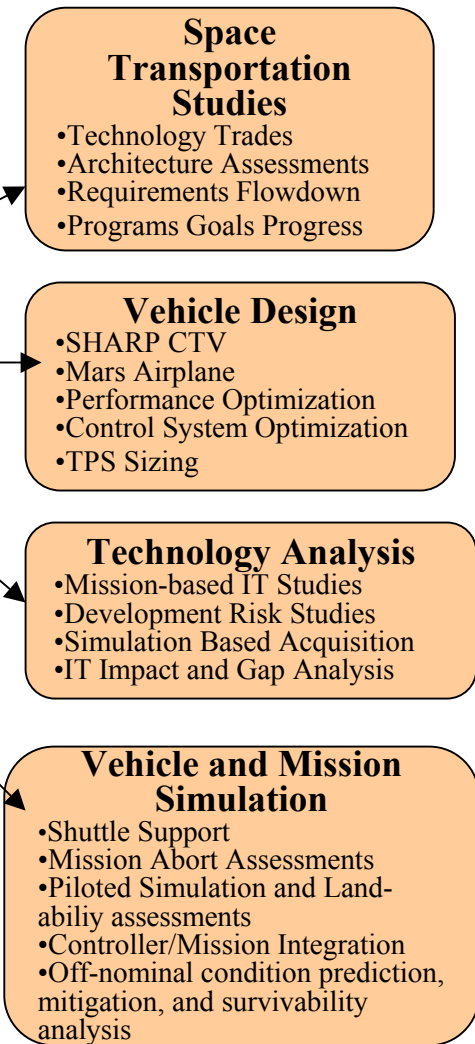 Space
Transportation
Studies
•Technology Trades
•Architecture Assessments
•Requirements Flowdown
•Programs Goals Progress
Vehicle Design
•SHARP CTV
•Mars Airplane
•Performance Optimization
•Control System Optimization
•TPS Sizing
Technology Analysis
•Mission-based IT Studies
•Development Risk Studies
•Simulation Based Acquisition
•IT Impact and Gap Analysis
Vehicle and Mission
Simulation
•Shuttle Support
•Mission Abort Assessments
•Piloted Simulation and Land-
abiliy assessments
•Controller/Mission Integration
•Off-nominal condition prediction,
mitigation, and survivability
analysis